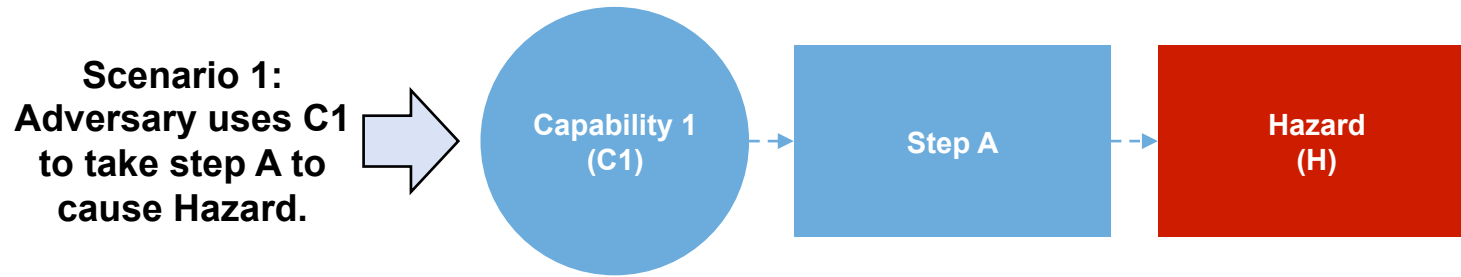 Scenario 1:
Adversary uses C1
to take step A to
cause Hazard.
Capability 1
(C1)
Step A
Hazard
(H)